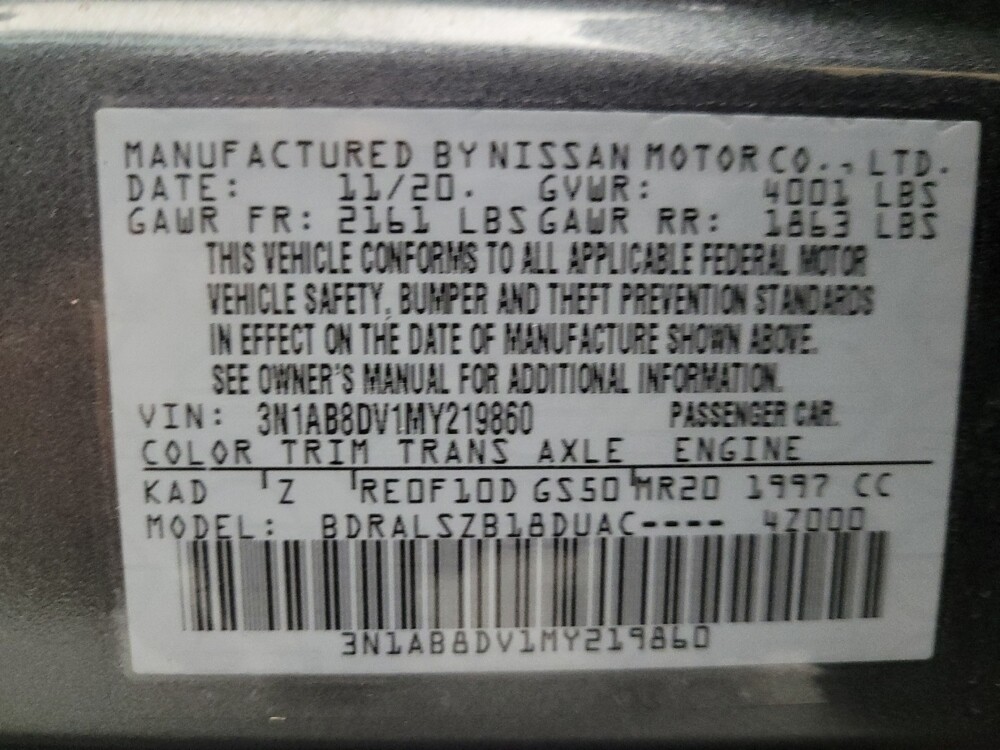 MANUFACTURED BY NISSAN MOTOR CO., LTD.
DATE: 11/20. GVWR: 4001 LBS
GAWR FR: 2161 LBS GAWR RR: 1863 LBS
THIS VEHICLE CONFORMS TO ALL APPLICABLE FEDERAL MOTOR
VEHICLE SAFETY, BUMPER AND THEFT PREVENTION STANDARDS
IN EFFECT ON THE DATE OF MANUFACTURE SHOWN ABOVE.
SEE OWNER'S MANUAL FOR ADDITIONAL INFORMATION.
VIN: 3N1AB8DV1MY219860 PASSENGER CAR.
COLOR TRIM TRANS AXLE ENGINE
KAD Z RE0F10D GS50 MR20 1997 CC
MODEL: BDRALSZB18DUAC---- 4Z000
3N1AB8DV1MY219860